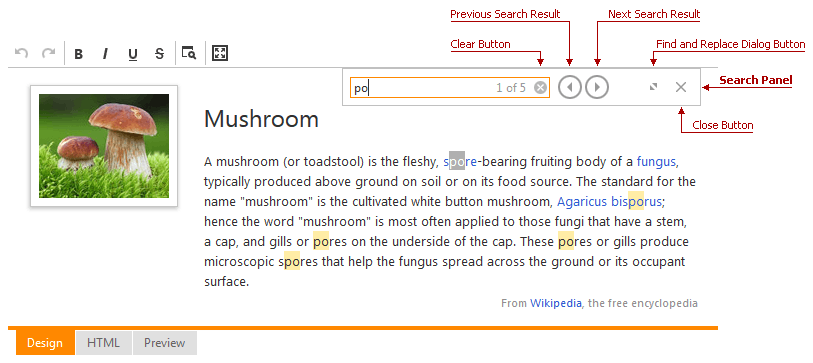 Previous Search Result
Next Search Result
Clear Button
Find and Replace Dialog Button
B I U S
po
1 of 5
Search Panel
Close Button
Mushroom
A mushroom (or toadstool) is the fleshy, spore-bearing fruiting body of a fungus,
typically produced above ground on soil or on its food source. The standard for the
name "mushroom" is the cultivated white button mushroom, Agaricus bisporus;
hence the word "mushroom" is most often applied to those fungi that have a stem,
a cap, and gills or pores on the underside of the cap. These pores or gills produce
microscopic spores that help the fungus spread across the ground or its occupant
surface.
From Wikipedia, the free encyclopedia
Design HTML Preview